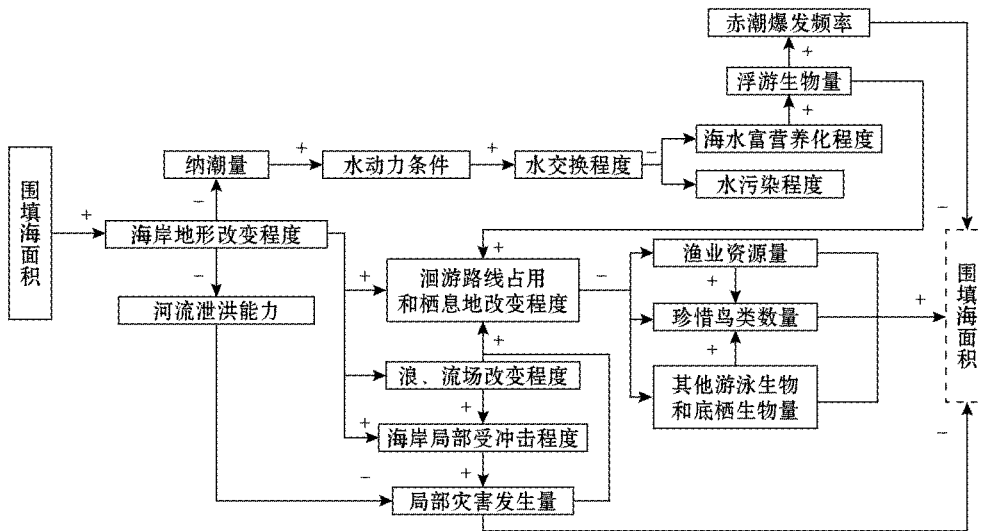 赤潮爆发频率
+
浮游生物量
+
海水富营养化程度
纳潮量
+
水动力条件
+
水交换程度
−
水污染程度
围填海面积
+
−
海岸地形改变程度
−
河流泄洪能力
+
+
洄游路线占用
和栖息地改变程度
−
渔业资源量
+
珍惜鸟类数量
+
+
其他游泳生物
和底栖生物量
−
围填海面积
−
+
浪、流场改变程度
+
+
海岸局部受冲击程度
+
−
局部灾害发生量